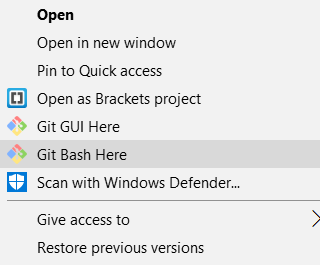 Open
Open in new window
Pin to Quick access
Open as Brackets project
Git GUI Here
Git Bash Here
Scan with Windows Defender...
Give access to
Restore previous versions